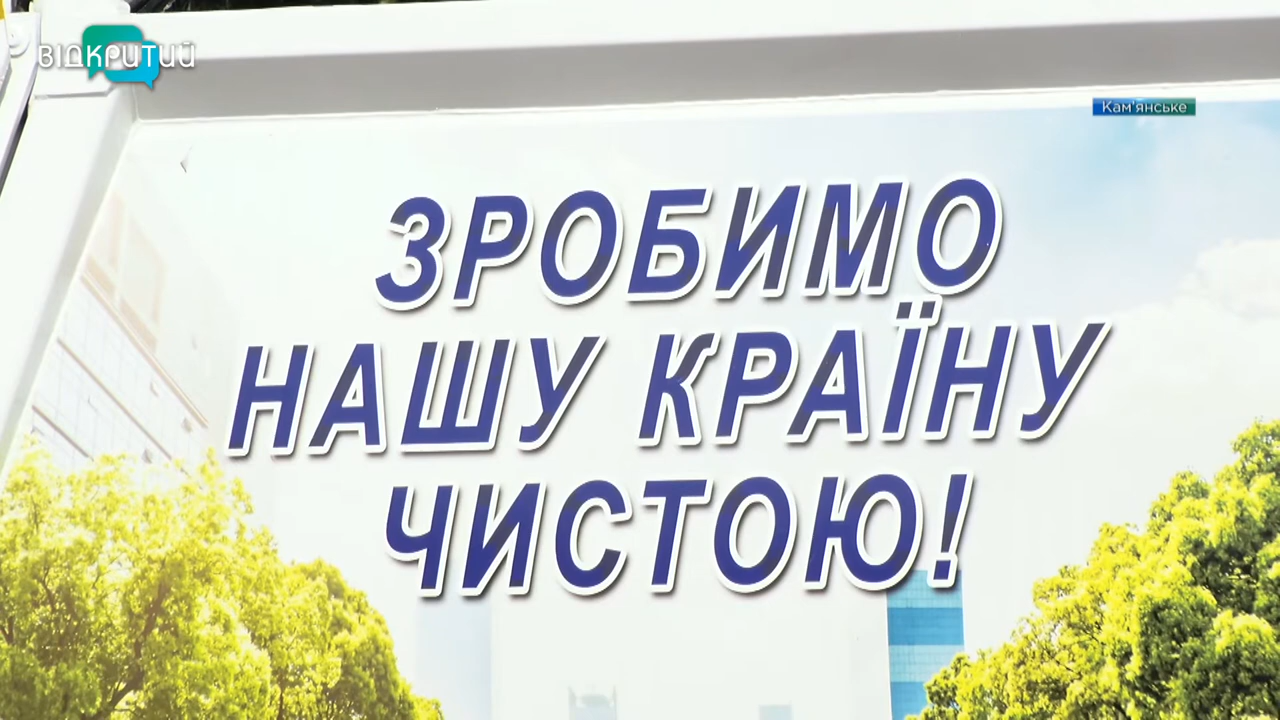 ВІДКРИТИЙ
Кам'янське
ЗРОБИМО
НАШУ КРАЇНУ
ЧИСТОЮ!